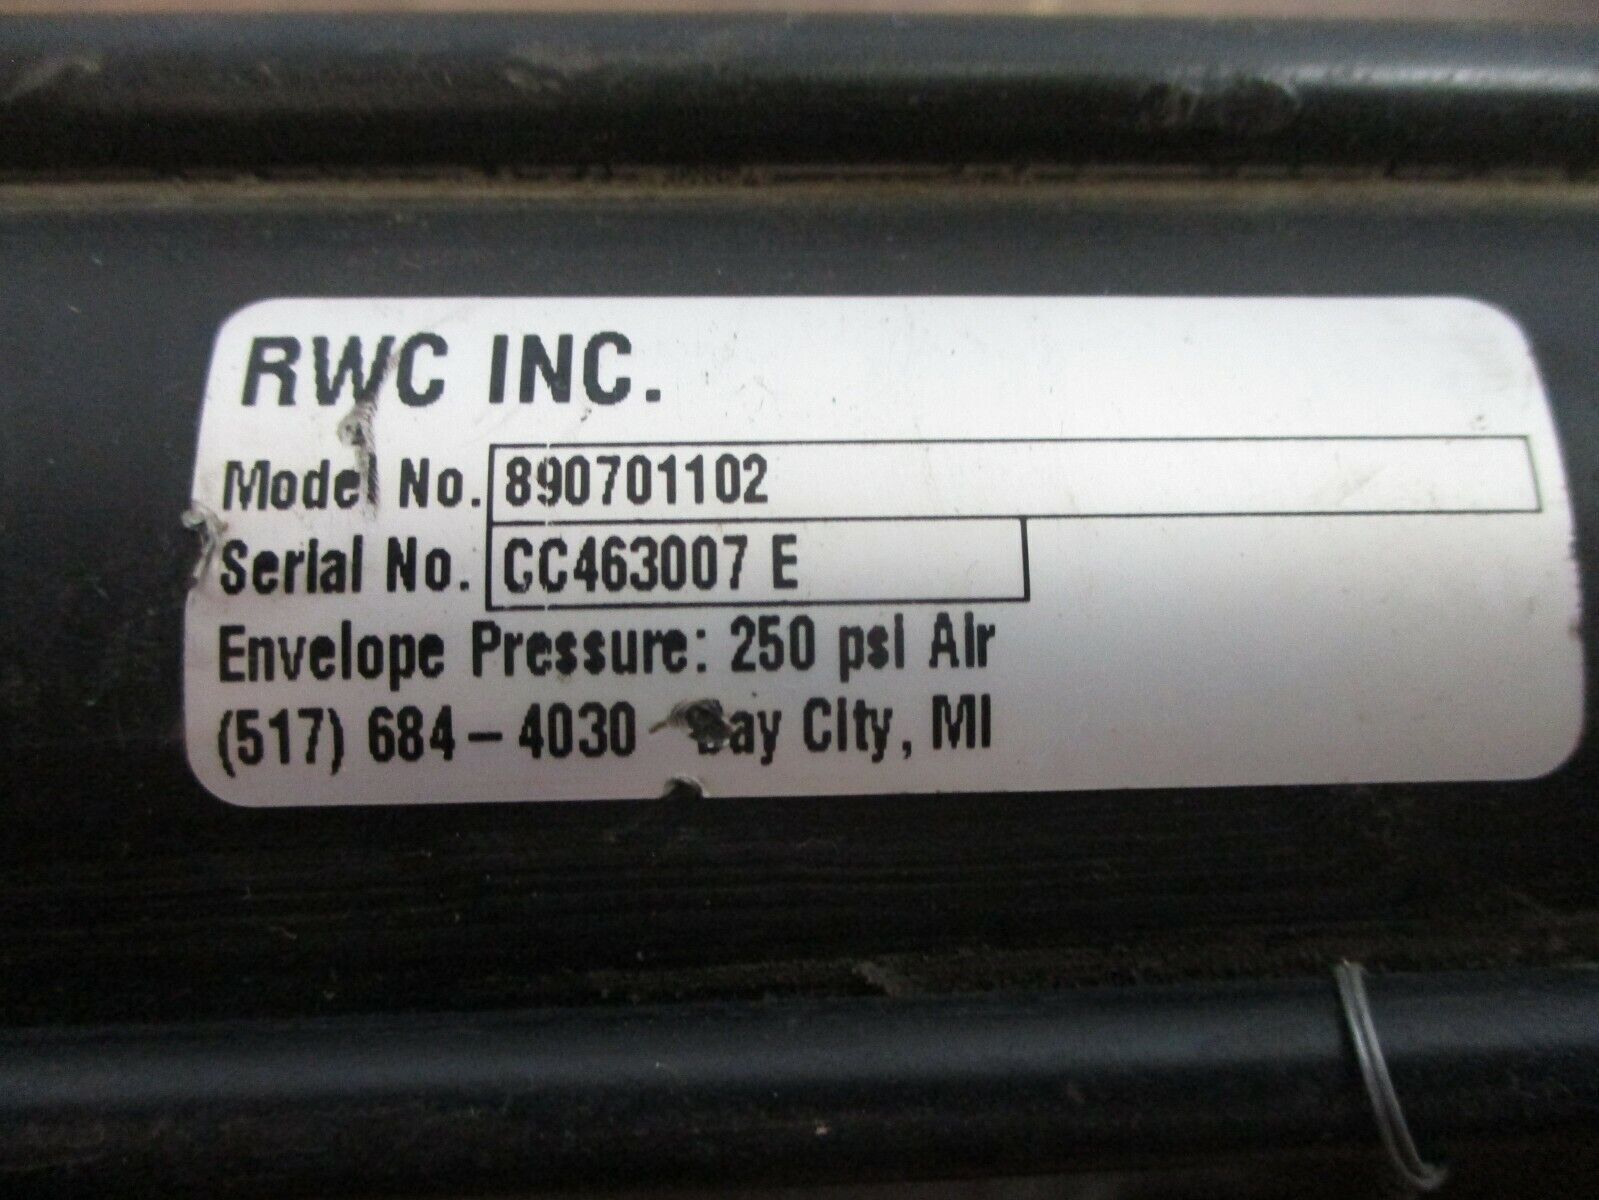 RWC INC.
Model No. 890701102
Serial No. CC463007 E
Envelope Pressure: 250 psi Air
(517) 684-4030 Bay City, MI